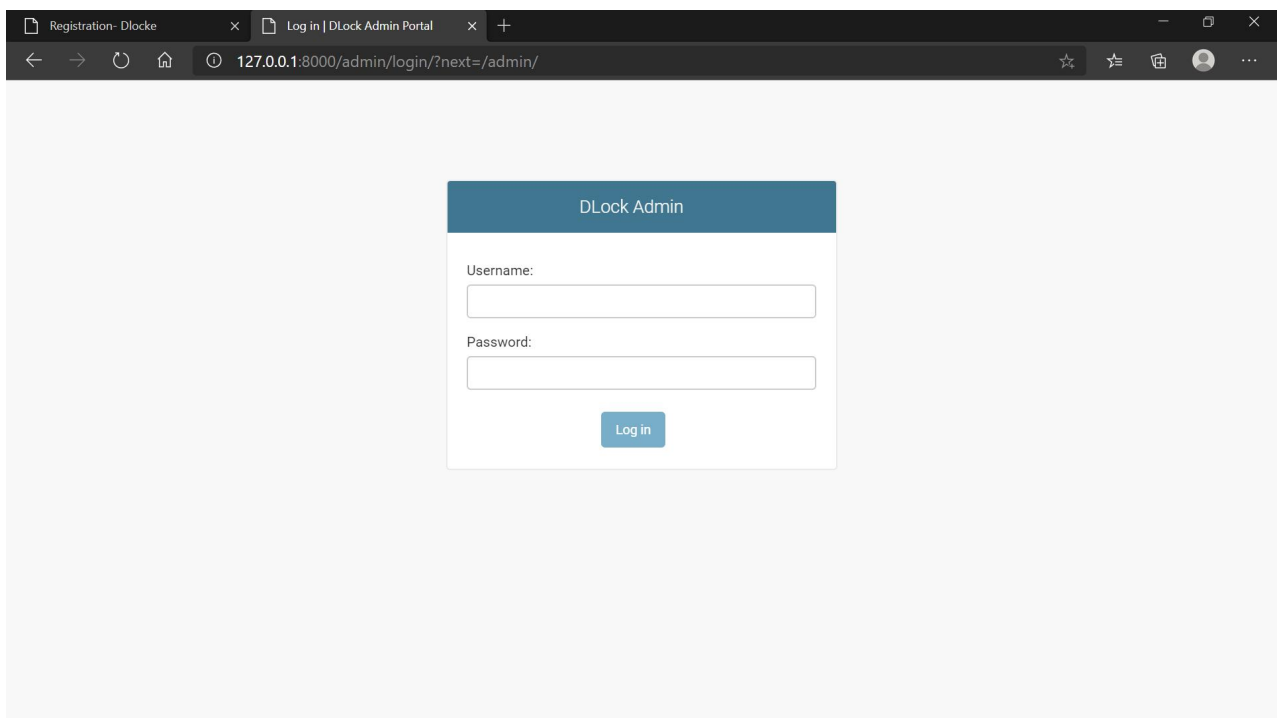 Registration- Dlocke
Log in | DLock Admin Portal
127.0.0.1:8000/admin/login/?next=/admin/
DLock Admin
Username:
Password:
Log in